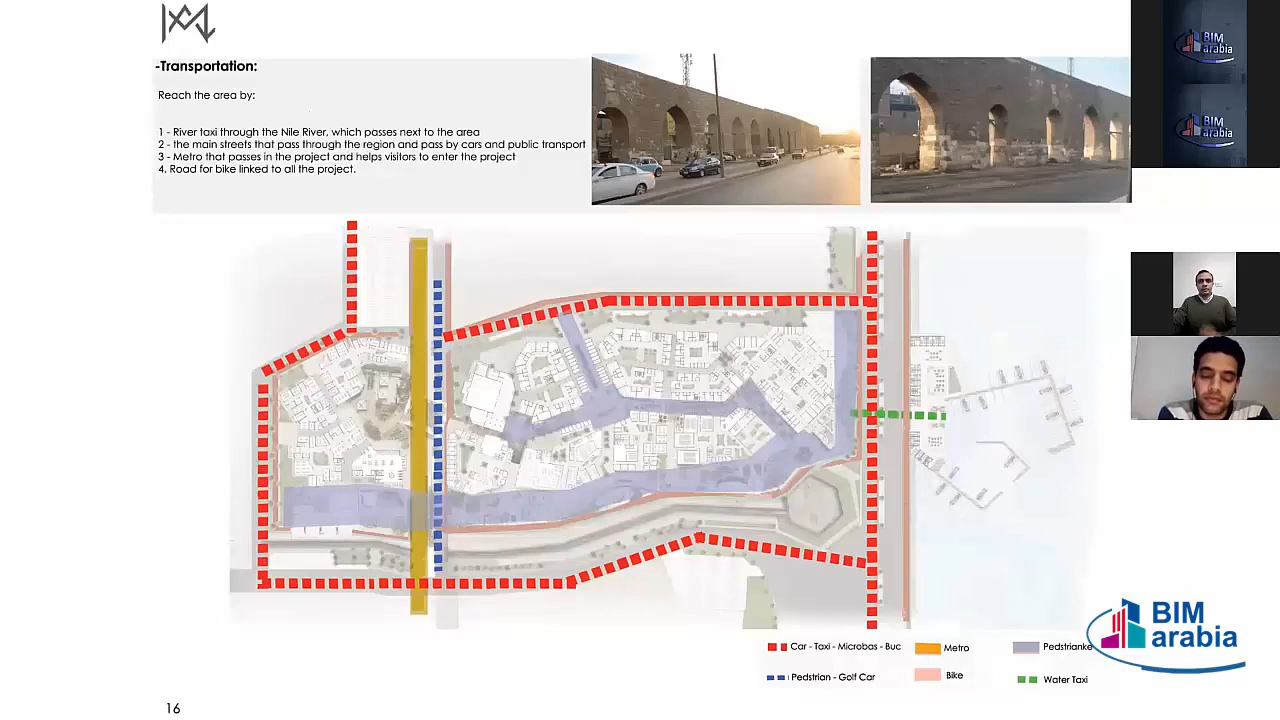 -Transportation:
Reach the area by:
1 - River taxi through the Nile River, which passes next to the area
2 - the main streets that pass through the region and pass by cars and public transport
3 - Metro that passes in the project and helps visitors to enter the project
4. Road for bike linked to all the project.
BIM
arabia
BIM
arabia
Car - Taxi - Microbas - Buc
Metro
Pedstrianke
Pedstrian - Golf Car
Bike
Water Taxi
BIM
arabia
16